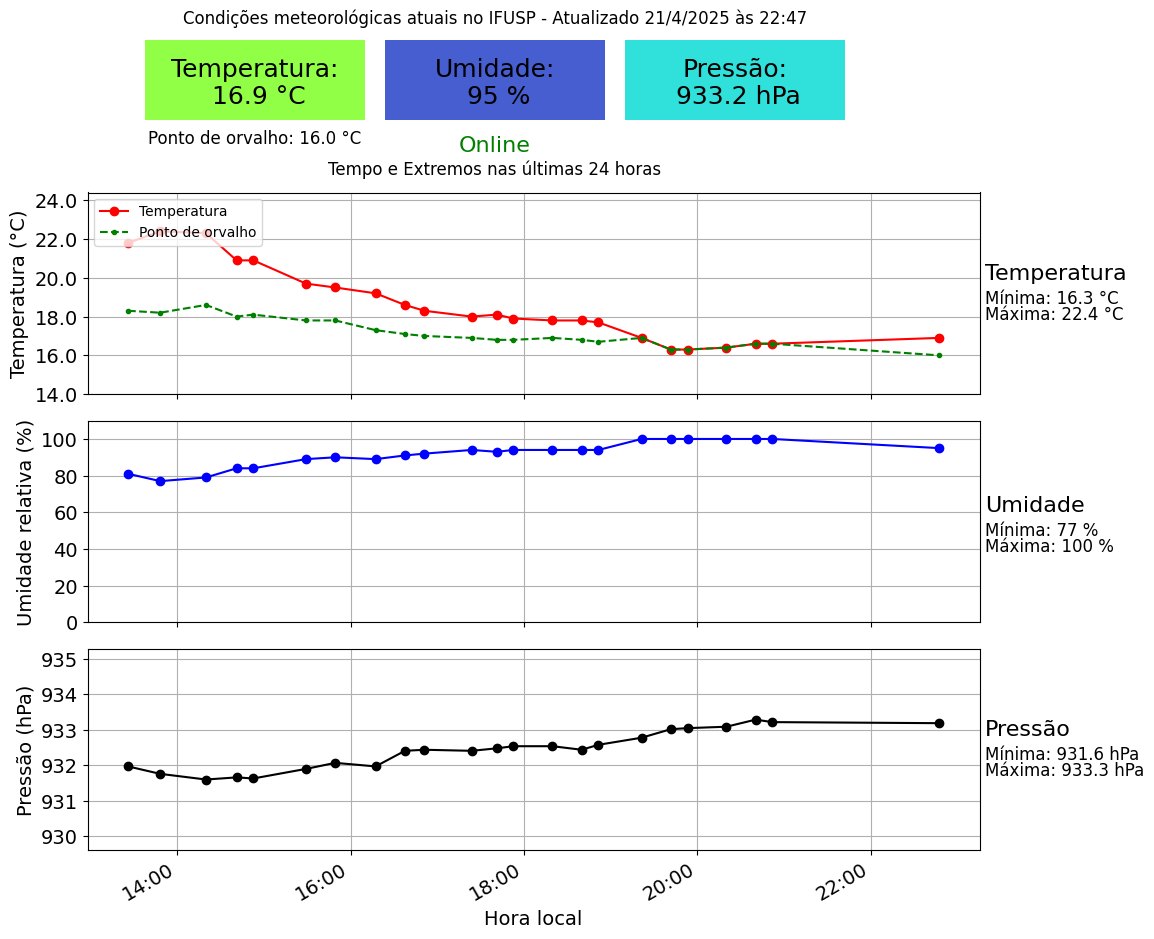 Condições meteorológicas atuais no IFUSP - Atualizado 21/4/2025 às 22:47
Temperatura:
16.9 °C
Umidade:
95 %
Pressão:
933.2 hPa
Ponto de orvalho: 16.0 °C
Online
Tempo e Extremos nas últimas 24 horas
Temperatura (°C)
24.0
22.0
20.0
18.0
16.0
14.0
Temperatura
Ponto de orvalho
Temperatura
Mínima: 16.3 °C
Máxima: 22.4 °C
Umidade relativa (%)
100
80
60
40
20
0
Umidade
Mínima: 77 %
Máxima: 100 %
Pressão (hPa)
935
934
933
932
931
930
Pressão
Mínima: 931.6 hPa
Máxima: 933.3 hPa
14:00
16:00
18:00
20:00
22:00
Hora local